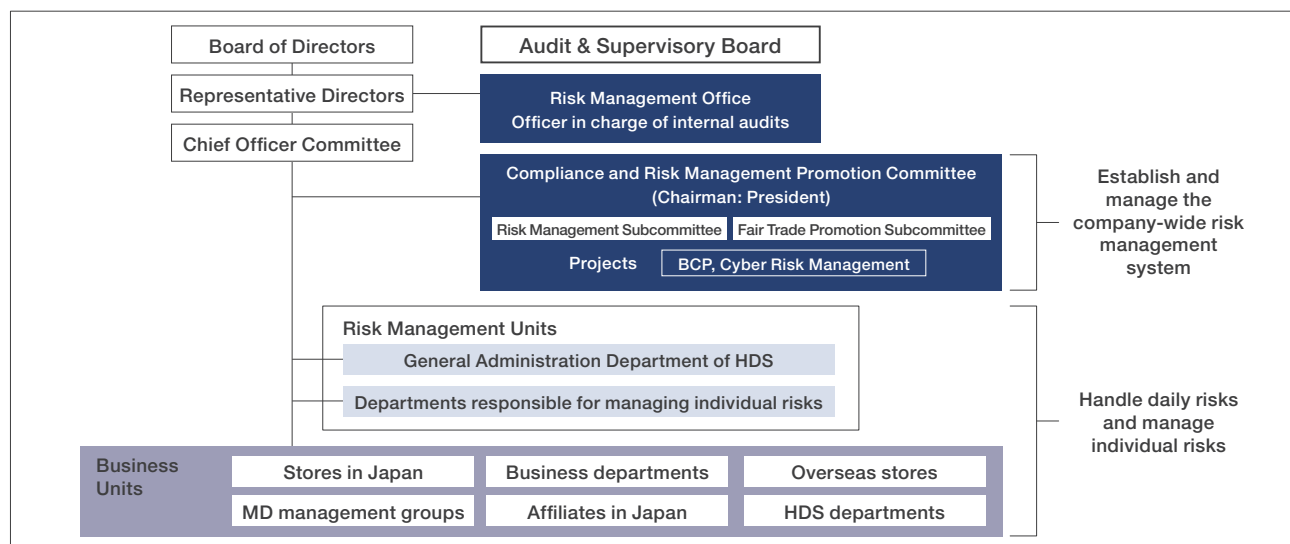 Board of Directors
Audit & Supervisory Board
Representative Directors
Risk Management Office
Officer in charge of internal audits
Chief Officer Committee
Compliance and Risk Management Promotion Committee
(Chairman: President)
Risk Management Subcommittee
Fair Trade Promotion Subcommittee
Projects
BCP, Cyber Risk Management
Establish and
manage the
company-wide risk
management
system
Risk Management Units
General Administration Department of HDS
Departments responsible for managing individual risks
Handle daily risks
and manage
individual risks
Business
Units
Stores in Japan
Business departments
Overseas stores
MD management groups
Affiliates in Japan
HDS departments